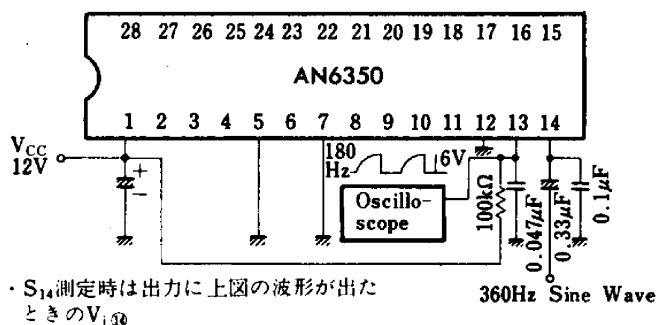 28 27 26 25 24 23 22 21 20 19 18 17 16 15
AN6350
1 2 3 4 5 6 7 8 9 10 11 12 13 14
VCC
12V
+
−
180
Hz
6V
Oscillo-
scope
100kΩ
0.047μF
0.33μF
0.1μF
360Hz Sine Wave
・S14測定時は出力に上図の波形が出た
ときのVi⑭